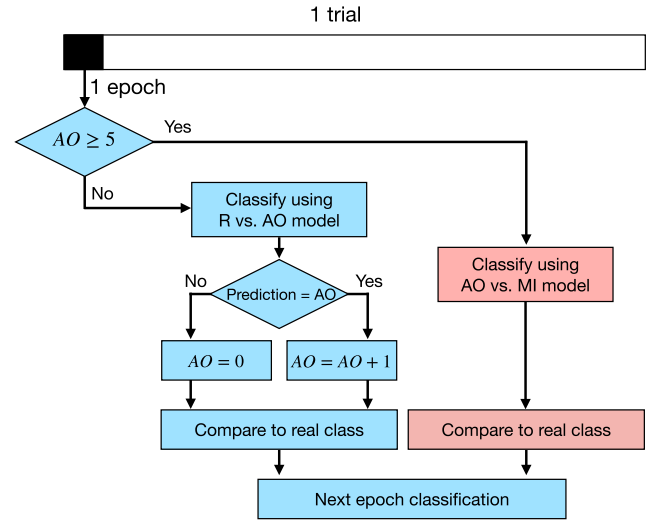 1 trial
1 epoch
AO ≥ 5
Yes
No
Classify using
R vs. AO model
Classify using
AO vs. MI model
No
Yes
Prediction = AO
AO = 0
AO = AO + 1
Compare to real class
Compare to real class
Next epoch classification